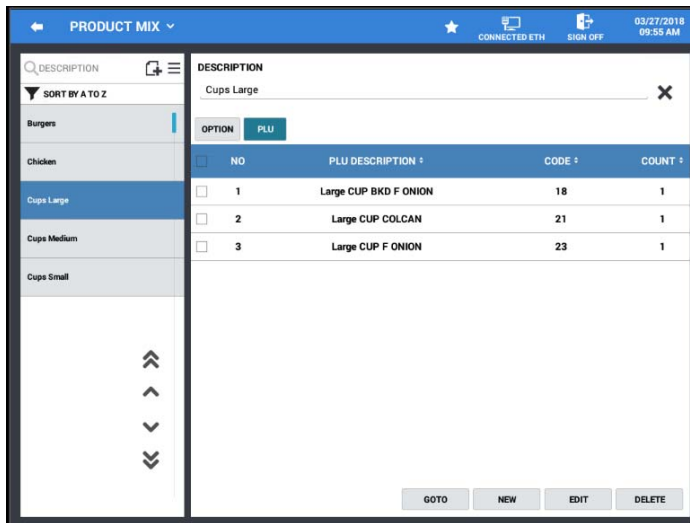 PRODUCT MIX
CONNECTED ETH
SIGN OFF
03/27/2018
09:55 AM
DESCRIPTION
SORT BY A TO Z
Burgers
Chicken
Cups Large
Cups Medium
Cups Small
DESCRIPTION
Cups Large
OPTION PLU
NO PLU DESCRIPTION CODE COUNT
1 Large CUP BKD F ONION 18 1
2 Large CUP COLCAN 21 1
3 Large CUP F ONION 23 1
GOTO NEW EDIT DELETE